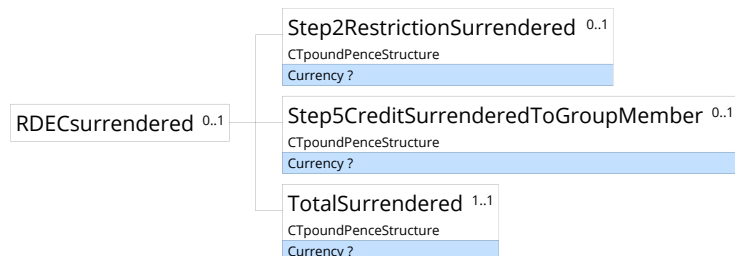 Step2RestrictionSurrendered 0..1
CTpoundPenceStructure
Currency ?
RDECsurrendered 0..1
Step5CreditSurrenderedToGroupMember 0..1
CTpoundPenceStructure
Currency ?
TotalSurrendered 1..1
CTpoundPenceStructure
Currency ?